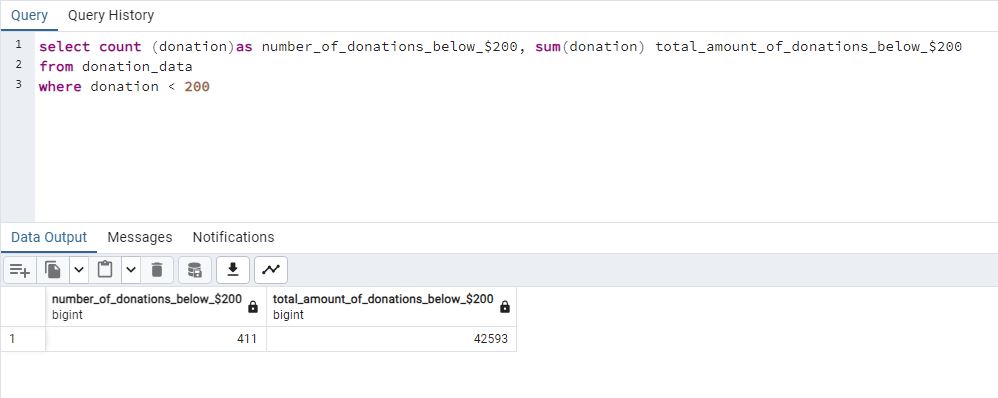 Query Query History
1 select count (donation)as number_of_donations_below_$200, sum(donation) total_amount_of_donations_below_$200
2 from donation_data
3 where donation < 200
Data Output Messages Notifications
number_of_donations_below_$200 total_amount_of_donations_below_$200
bigint bigint
1 411 42593